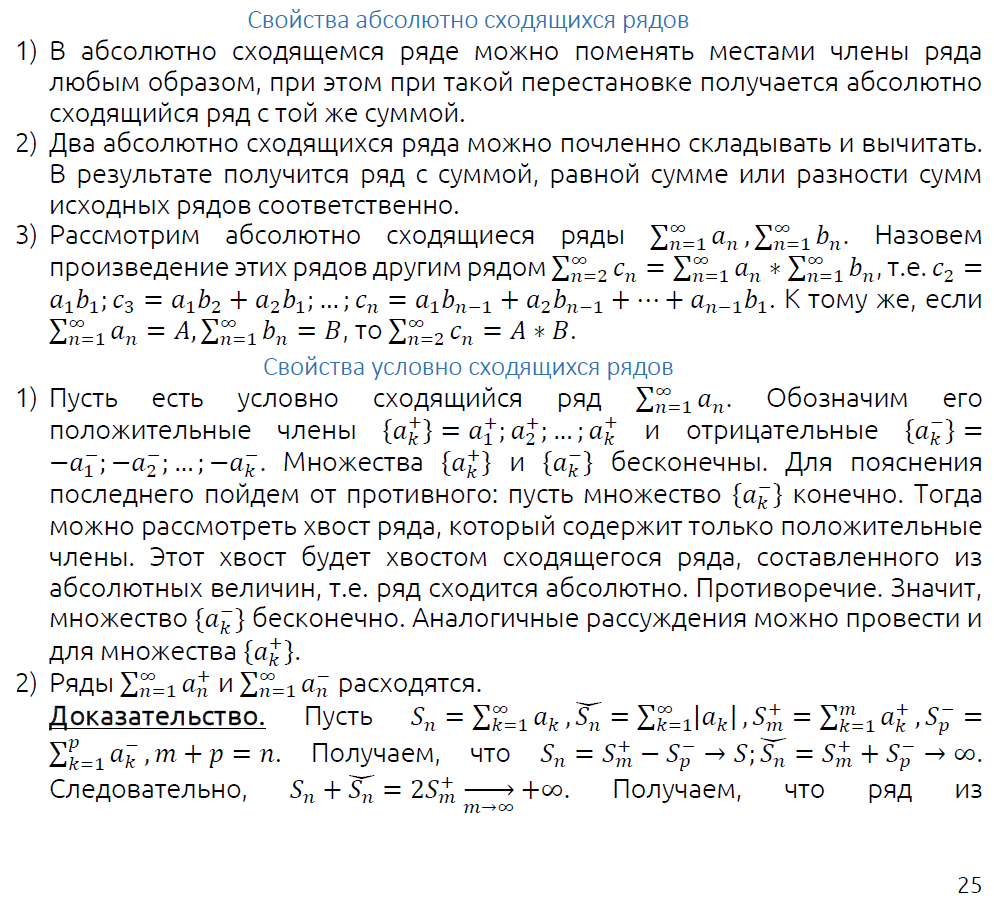 Свойства абсолютно сходящихся рядов
1) В абсолютно сходящемся ряде можно поменять местами члены ряда
любым образом, при этом при такой перестановке получается абсолютно
сходящийся ряд с той же суммой.
2) Два абсолютно сходящихся ряда можно почленно складывать и вычитать.
В результате получится ряд с суммой, равной сумме или разности сумм
исходных рядов соответственно.
3) Рассмотрим абсолютно сходящиеся ряды $\sum_{n=1}^{\infty} a_n, \sum_{n=1}^{\infty} b_n$. Назовем
произведение этих рядов другим рядом $\sum_{n=2}^{\infty} c_n = \sum_{n=1}^{\infty} a_n * \sum_{n=1}^{\infty} b_n$, т.е. $c_2 =$
$a_1 b_1; c_3 = a_1 b_2 + a_2 b_1; \ldots; c_n = a_1 b_{n-1} + a_2 b_{n-1} + \cdots + a_{n-1} b_1$. К тому же, если
$\sum_{n=1}^{\infty} a_n = A, \sum_{n=1}^{\infty} b_n = B$, то $\sum_{n=2}^{\infty} c_n = A * B$.
Свойства условно сходящихся рядов
1) Пусть есть условно сходящийся ряд $\sum_{n=1}^{\infty} a_n$. Обозначим его
положительные члены $\{a_k^+\} = a_1^+; a_2^+; \ldots; a_k^+$ и отрицательные $\{a_k^-\} =$
$-a_1^-; -a_2^-; \ldots; -a_k^-$. Множества $\{a_k^+\}$ и $\{a_k^-\}$ бесконечны. Для пояснения
последнего пойдем от противного: пусть множество $\{a_k^-\}$ конечно. Тогда
можно рассмотреть хвост ряда, который содержит только положительные
члены. Этот хвост будет хвостом сходящегося ряда, составленного из
абсолютных величин, т.е. ряд сходится абсолютно. Противоречие. Значит,
множество $\{a_k^-\}$ бесконечно. Аналогичные рассуждения можно провести и
для множества $\{a_k^+\}$.
2) Ряды $\sum_{n=1}^{\infty} a_n^+$ и $\sum_{n=1}^{\infty} a_n^-$ расходятся.
Доказательство. Пусть $S_n = \sum_{k=1}^{\infty} a_k, \widecheck{S_n} = \sum_{k=1}^{\infty} |a_k|, S_m^+ = \sum_{k=1}^{m} a_k^+, S_p^- =$
$\sum_{k=1}^{p} a_k^-, m + p = n$. Получаем, что $S_n = S_m^+ - S_p^- \to S; \widecheck{S_n} = S_m^+ + S_p^- \to \infty$.
Следовательно, $S_n + \widecheck{S_n} = 2S_m^+ \xrightarrow[m \to \infty]{} +\infty$. Получаем, что ряд из
25